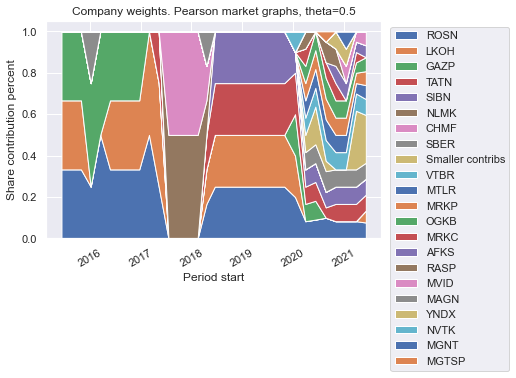 Company weights. Pearson market graphs, theta=0.5
Share contribution percent
1.0
0.8
0.6
0.4
0.2
0.0
2016
2017
2018
2019
2020
2021
Period start
ROSN
LKOH
GAZP
TATN
SIBN
NLMK
CHMF
SBER
Smaller contribs
VTBR
MTLR
MRKP
OGKB
MRKC
AFKS
RASP
MVID
MAGN
YNDX
NVTK
MGNT
MGTSP